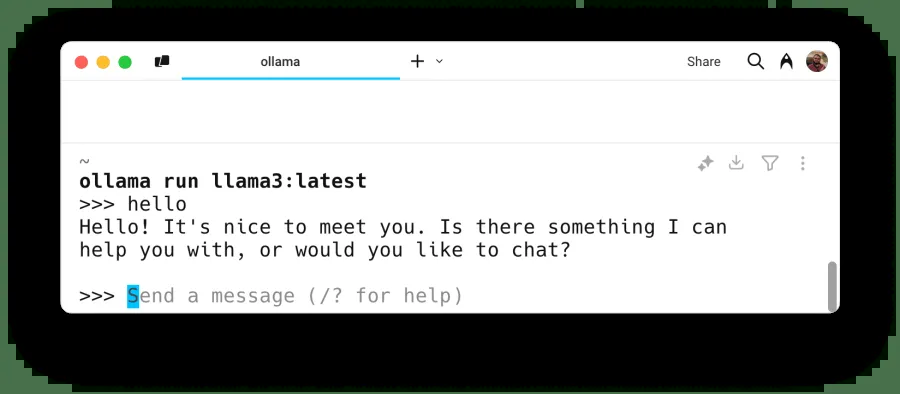 ollama
Share
~
ollama run llama3:latest
>>> hello
Hello! It's nice to meet you. Is there something I can
help you with, or would you like to chat?
>>> Send a message (/? for help)